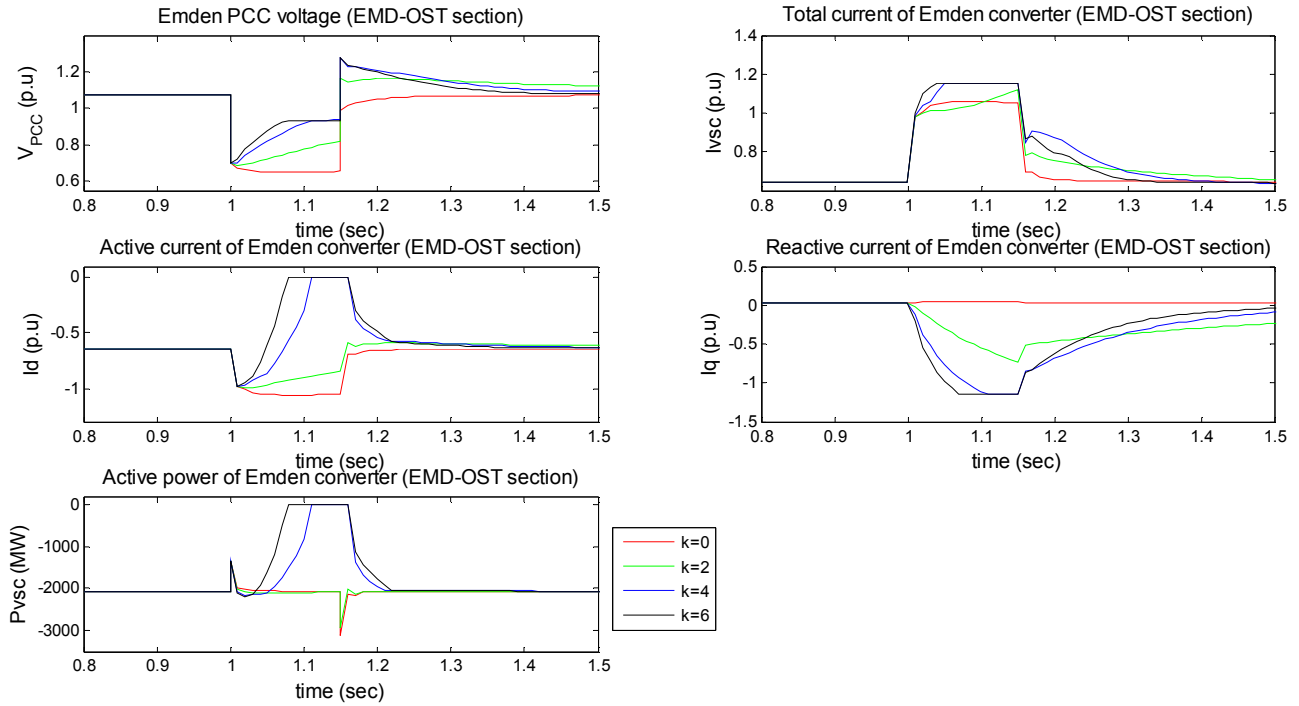 Emden PCC voltage (EMD-OST section)
VPCC (p.u)
1.2
1
0.8
0.6
0.8 0.9 1 1.1 1.2 1.3 1.4 1.5
time (sec)
Total current of Emden converter (EMD-OST section)
Ivsc (p.u)
1.4
1.2
1
0.8
0.6
0.8 0.9 1 1.1 1.2 1.3 1.4 1.5
time (sec)
Active current of Emden converter (EMD-OST section)
Id (p.u)
0
-0.5
-1
0.8 0.9 1 1.1 1.2 1.3 1.4 1.5
time (sec)
Reactive current of Emden converter (EMD-OST section)
Iq (p.u)
0.5
0
-0.5
-1
-1.5
0.8 0.9 1 1.1 1.2 1.3 1.4 1.5
time (sec)
Active power of Emden converter (EMD-OST section)
Pvsc (MW)
0
-1000
-2000
-3000
0.8 0.9 1 1.1 1.2 1.3 1.4 1.5
time (sec)
k=0
k=2
k=4
k=6